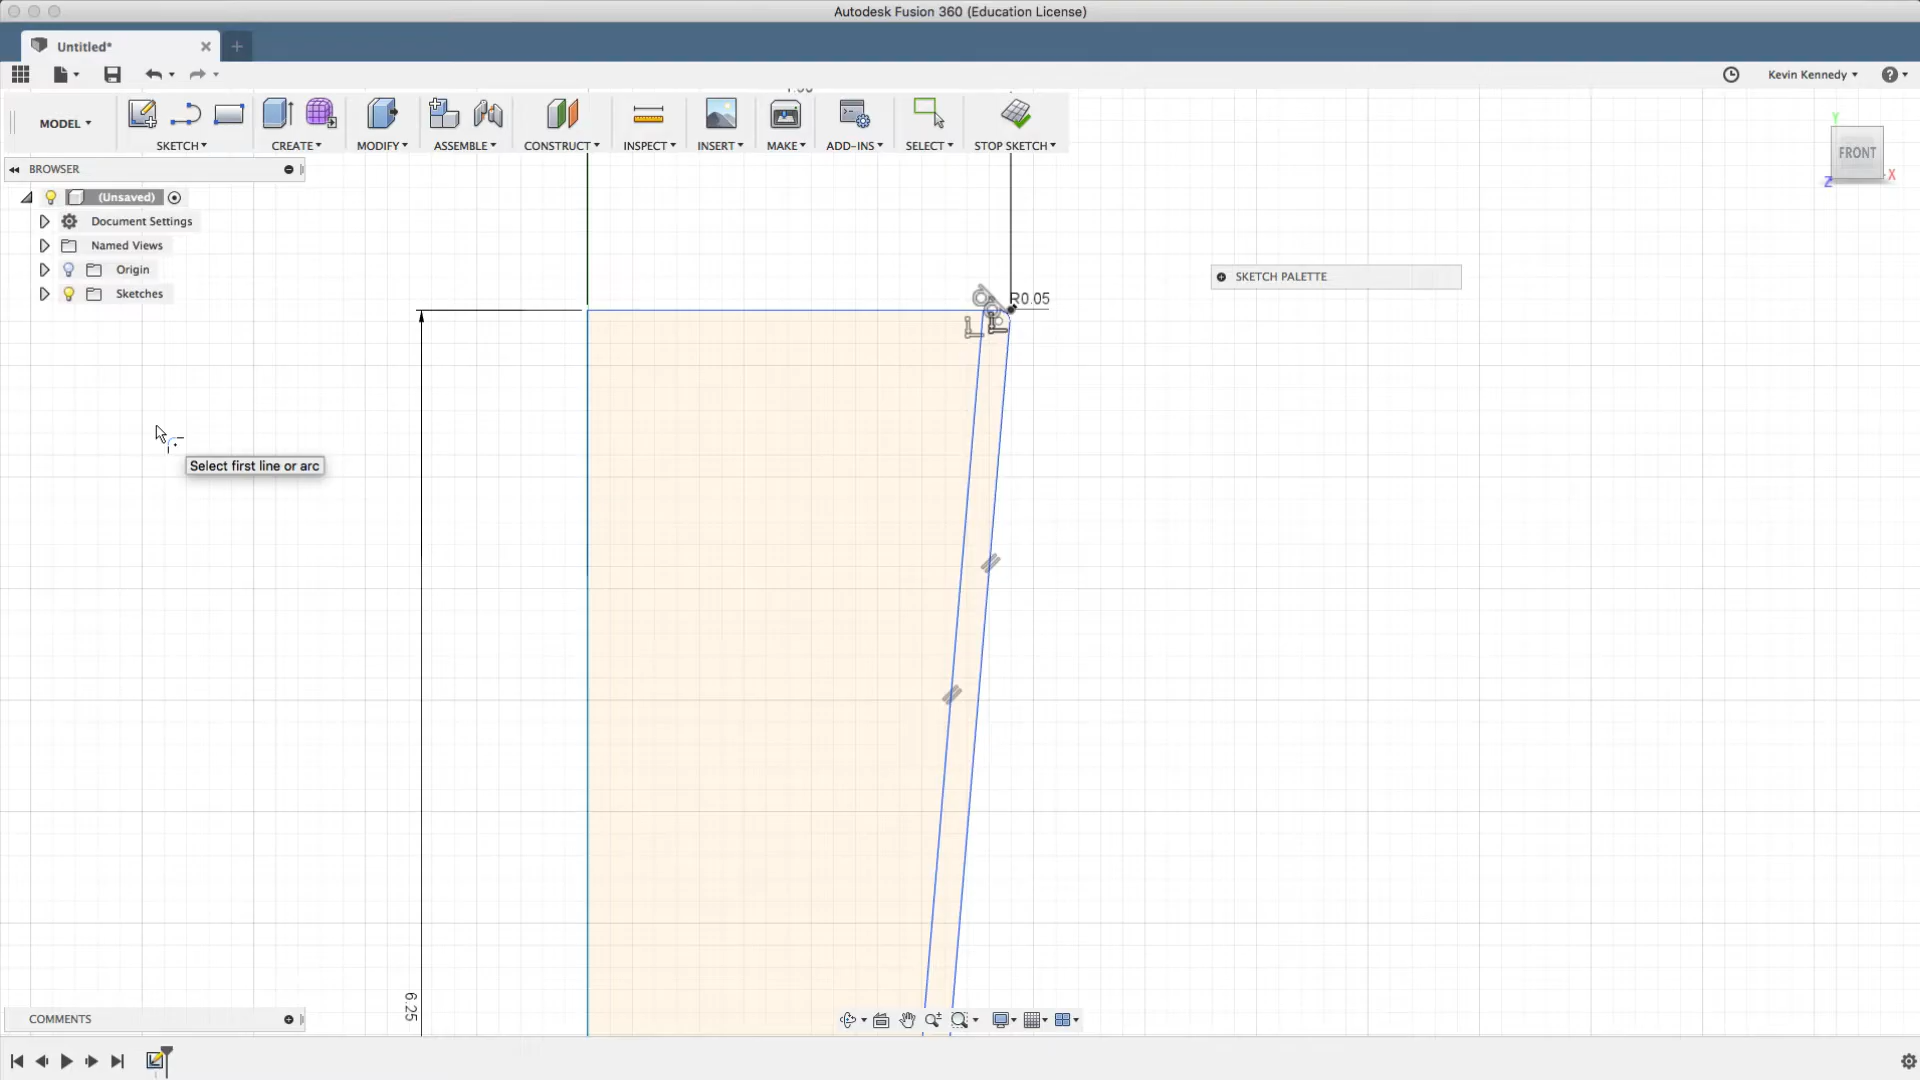 Autodesk Fusion 360 (Education License)
Untitled*
Kevin Kennedy
MODEL
SKETCH
CREATE
MODIFY
ASSEMBLE
CONSTRUCT
INSPECT
INSERT
MAKE
ADD-INS
SELECT
STOP SKETCH
BROWSER
(Unsaved)
Document Settings
Named Views
Origin
Sketches
Y
FRONT
X
Z
SKETCH PALETTE
R0.05
Select first line or arc
6.25
COMMENTS